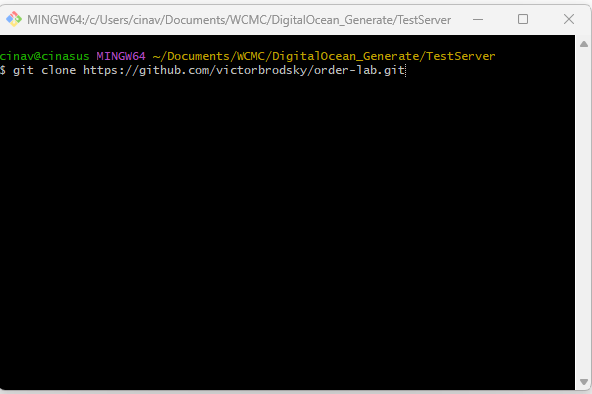 MINGW64:/c/Users/cinav/Documents/WCMC/DigitalOcean_Generate/TestServer
cinav@cinasus MINGW64 ~/Documents/WCMC/DigitalOcean_Generate/TestServer
$ git clone https://github.com/victorbrodsky/order-lab.git